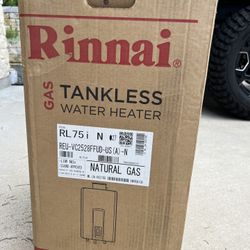 Rinnai
GAS
TANKLESS
WATER HEATER
RL75i N
REU-VC2528FFUD-US(A)-N
NATURAL GAS